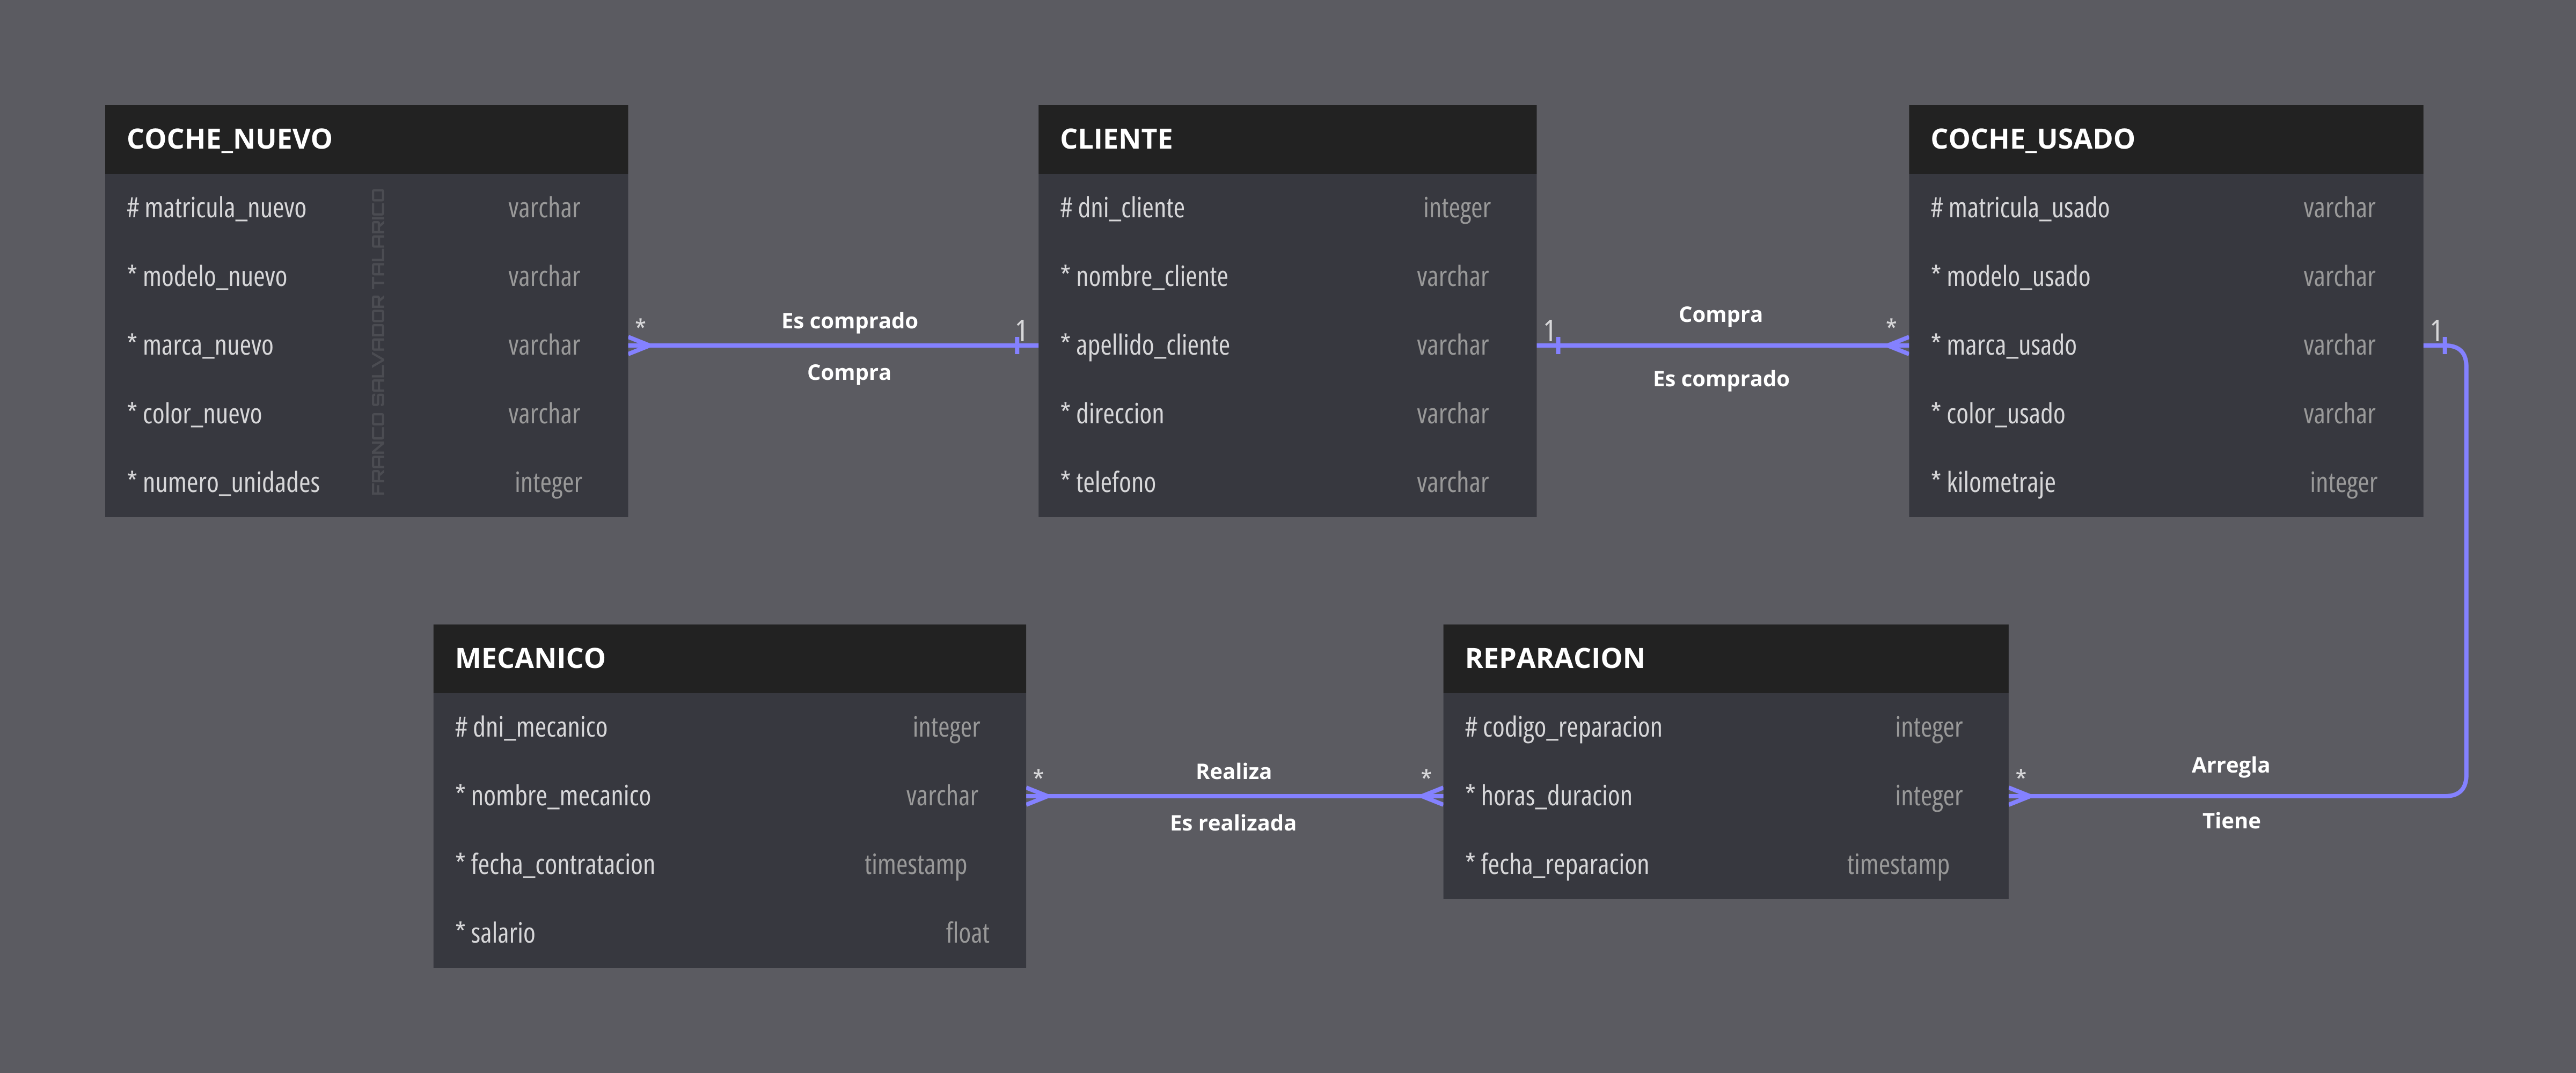 COCHE_NUEVO
# matricula_nuevo varchar
* modelo_nuevo varchar
* marca_nuevo varchar
* color_nuevo varchar
* numero_unidades integer
FRANCO SALVADOR TALARICO
* Es comprado 1
Compra
CLIENTE
# dni_cliente integer
* nombre_cliente varchar
* apellido_cliente varchar
* direccion varchar
* telefono varchar
1 Compra *
Es comprado
COCHE_USADO
# matricula_usado varchar
* modelo_usado varchar
* marca_usado varchar
* color_usado varchar
* kilometraje integer
1
MECANICO
# dni_mecanico integer
* nombre_mecanico varchar
* fecha_contratacion timestamp
* salario float
* Realiza *
Es realizada
REPARACION
# codigo_reparacion integer
* horas_duracion integer
* fecha_reparacion timestamp
* Arregla
Tiene